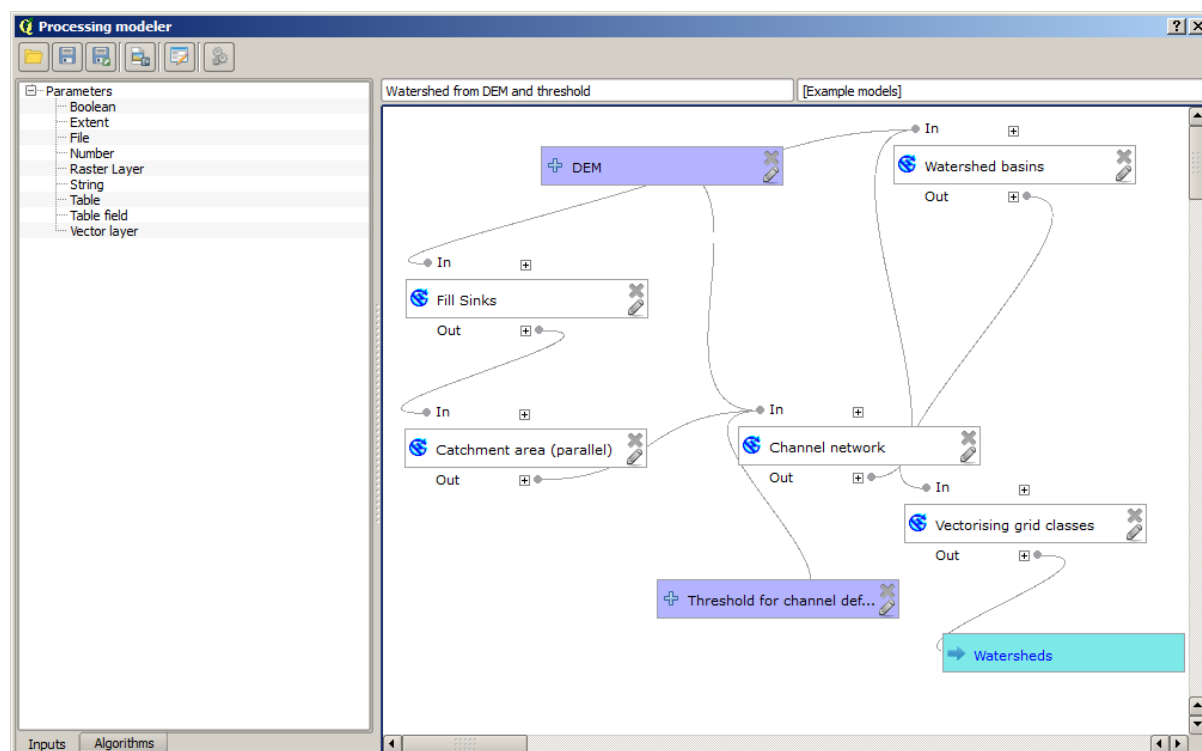 Processing modeler
Parameters
Boolean
Extent
File
Number
Raster Layer
String
Table
Table field
Vector layer
Inputs
Algorithms
Watershed from DEM and threshold
[Example models]
In
DEM
Watershed basins
Out
In
Fill Sinks
Out
In
In
Catchment area (parallel)
Channel network
Out
Out
In
Vectorising grid classes
Out
Threshold for channel def...
Watersheds